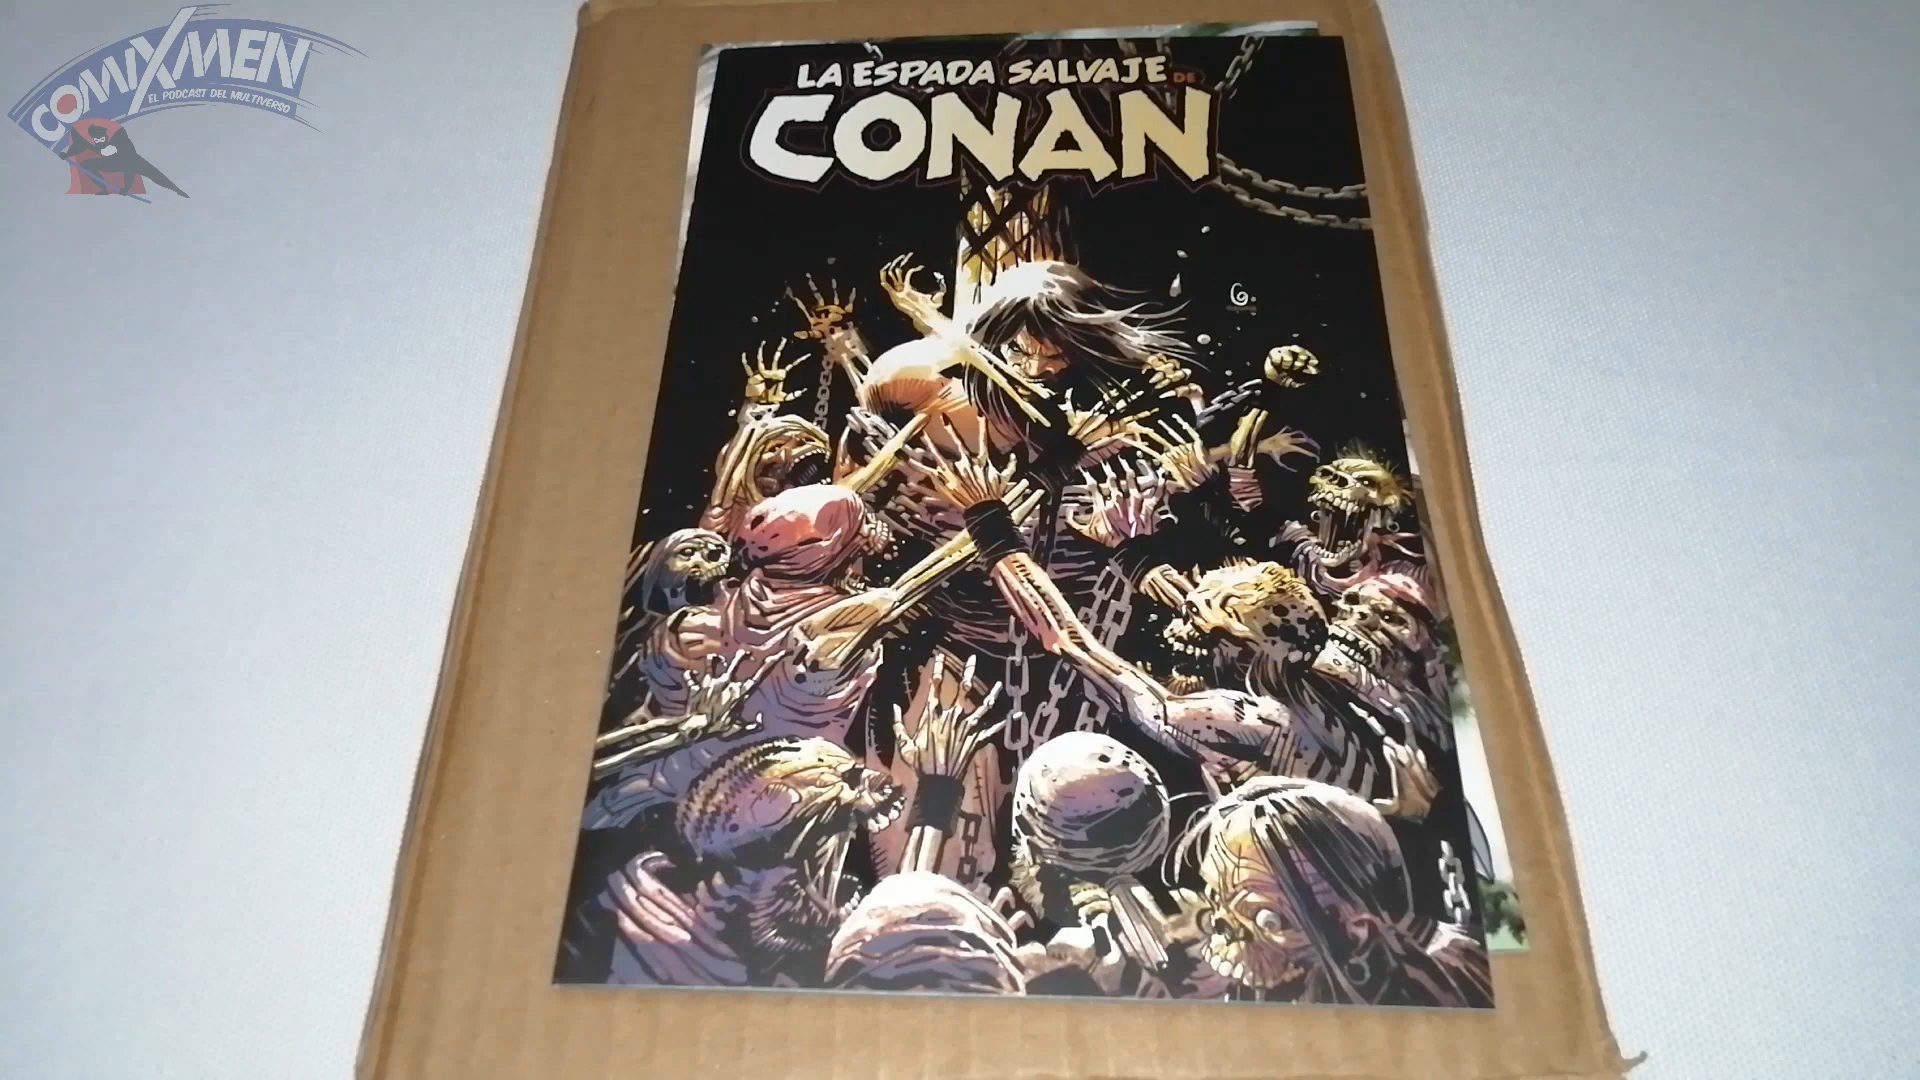 COMIXMEN
EL PODCAST DEL MULTIVERSO
LA ESPADA SALVAJE DE
CONAN